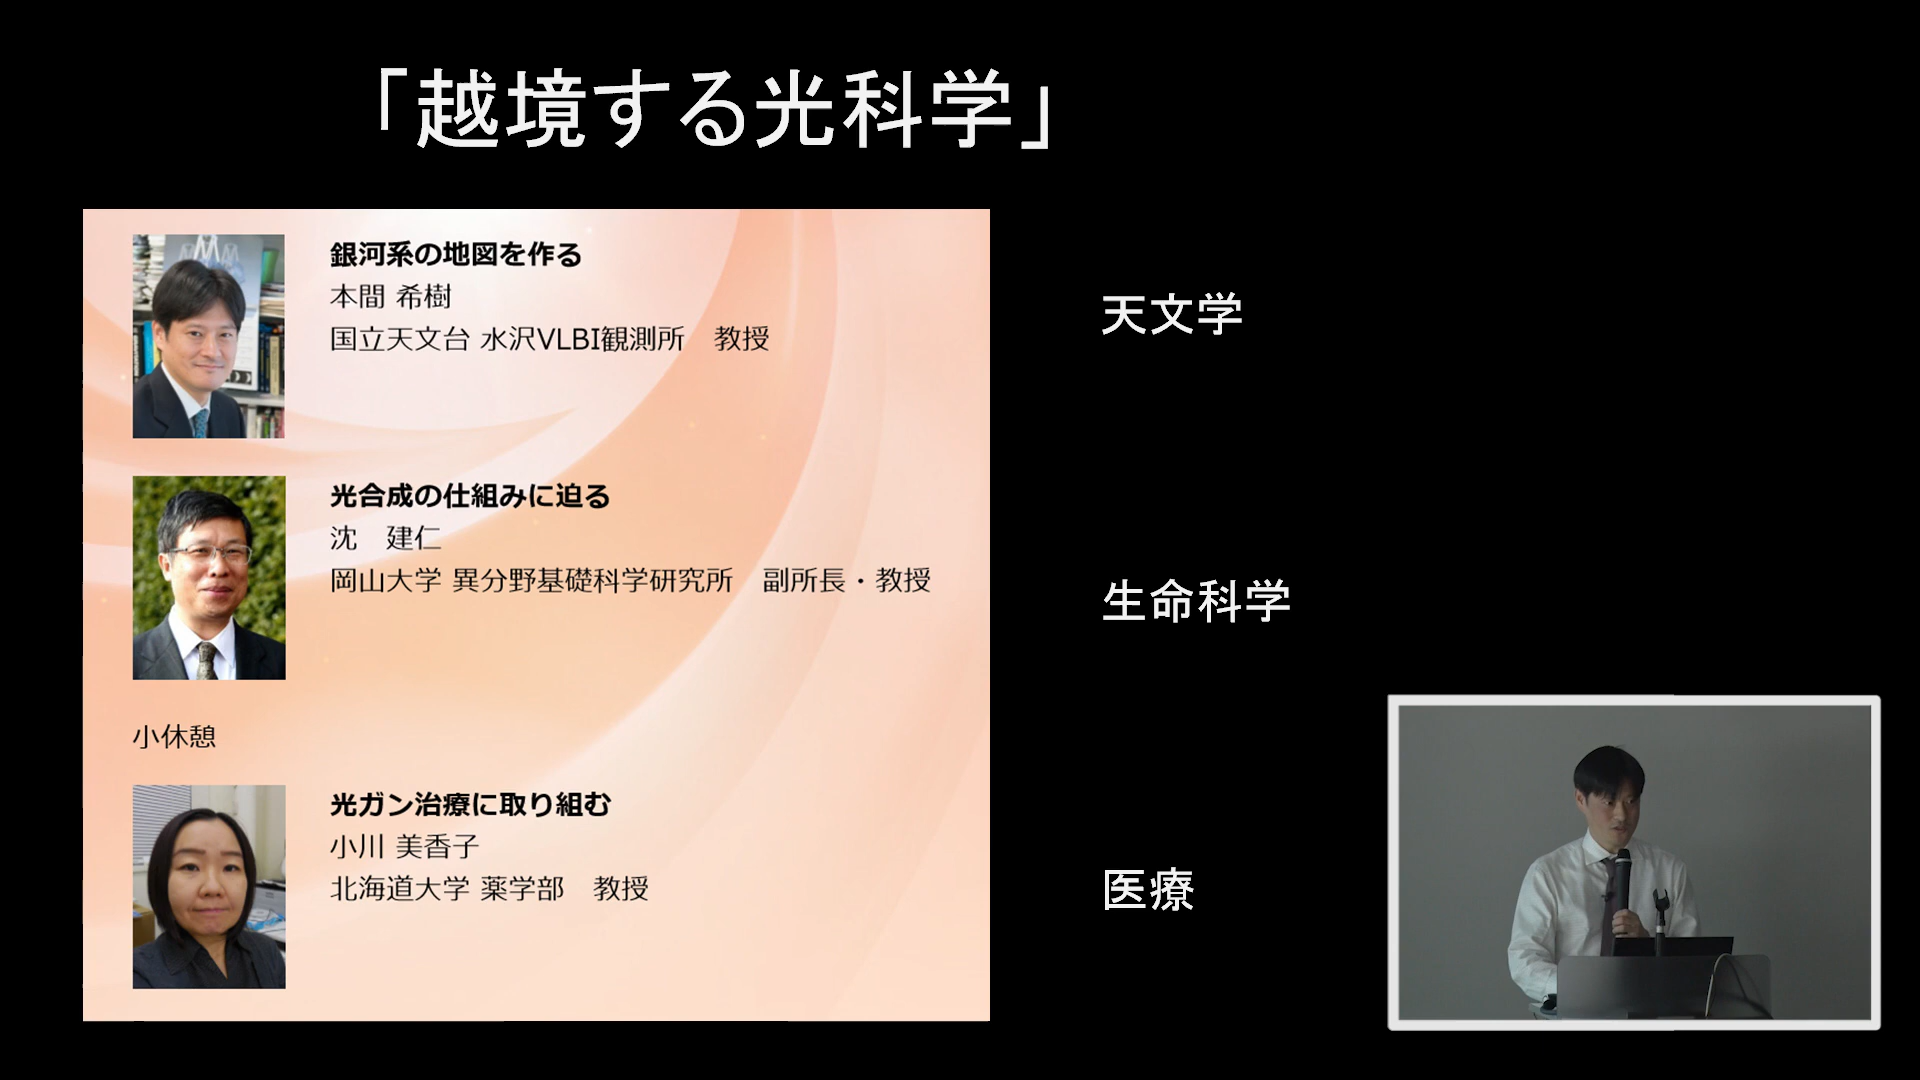 「越境する光科学」
銀河系の地図を作る
本間 希樹
国立天文台 水沢VLBI観測所　教授
天文学
光合成の仕組みに迫る
沈　建仁
岡山大学 異分野基礎科学研究所　副所長・教授
生命科学
小休憩
光ガン治療に取り組む
小川 美香子
北海道大学 薬学部　教授
医療